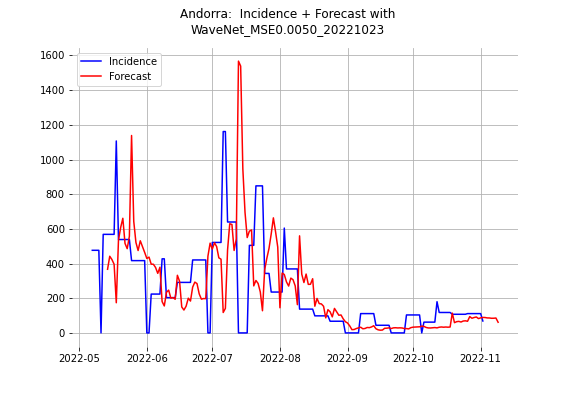 Andorra:  Incidence + Forecast with
WaveNet_MSE0.0050_20221023
Incidence
Forecast
1600
1400
1200
1000
800
600
400
200
0
2022-05 2022-06 2022-07 2022-08 2022-09 2022-10 2022-11